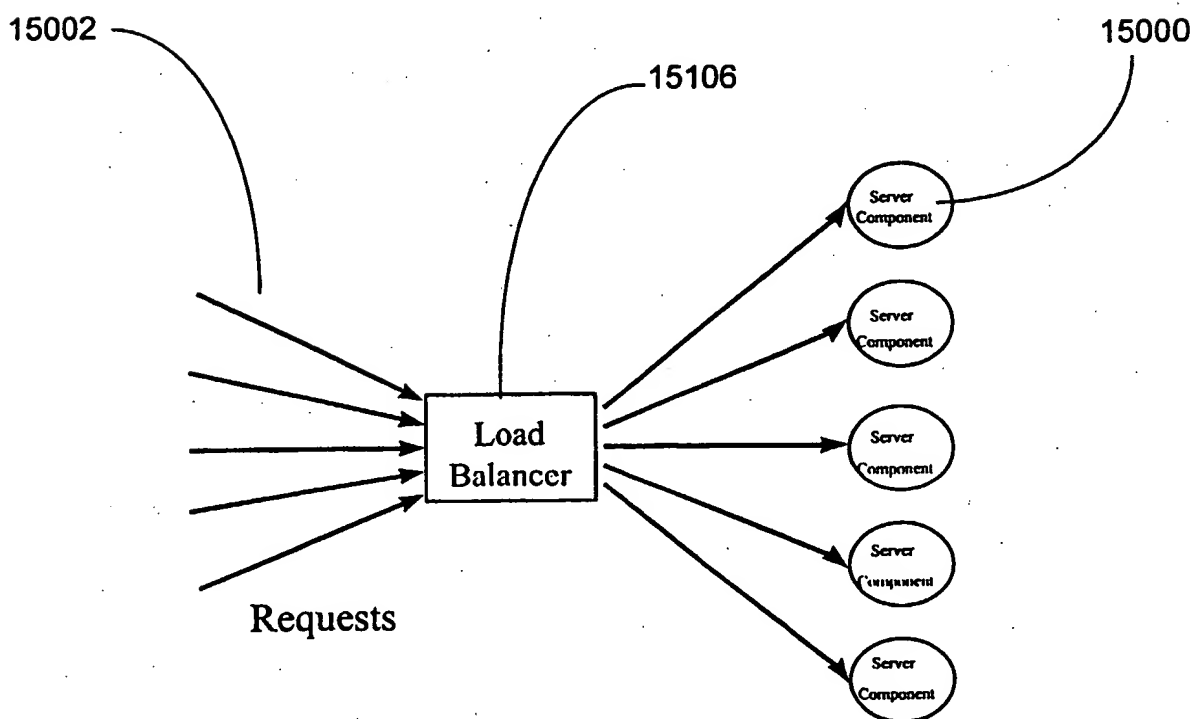 15002
15000
15106
Server
Component
Server
Component
Load
Balancer
Server
Component
Server
Component
Requests
Server
Component